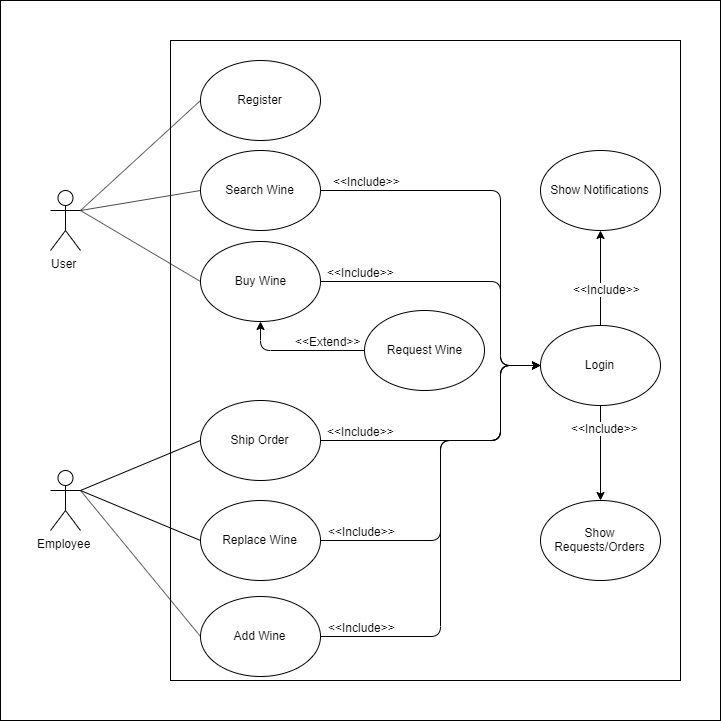 Register
Search Wine
<<Include>>
Show Notifications
User
Buy Wine
<<Include>>
<<Include>>
<<Extend>>
Request Wine
Login
Ship Order
<<Include>>
<<Include>>
Employee
Replace Wine
<<Include>>
Show
Requests/Orders
Add Wine
<<Include>>